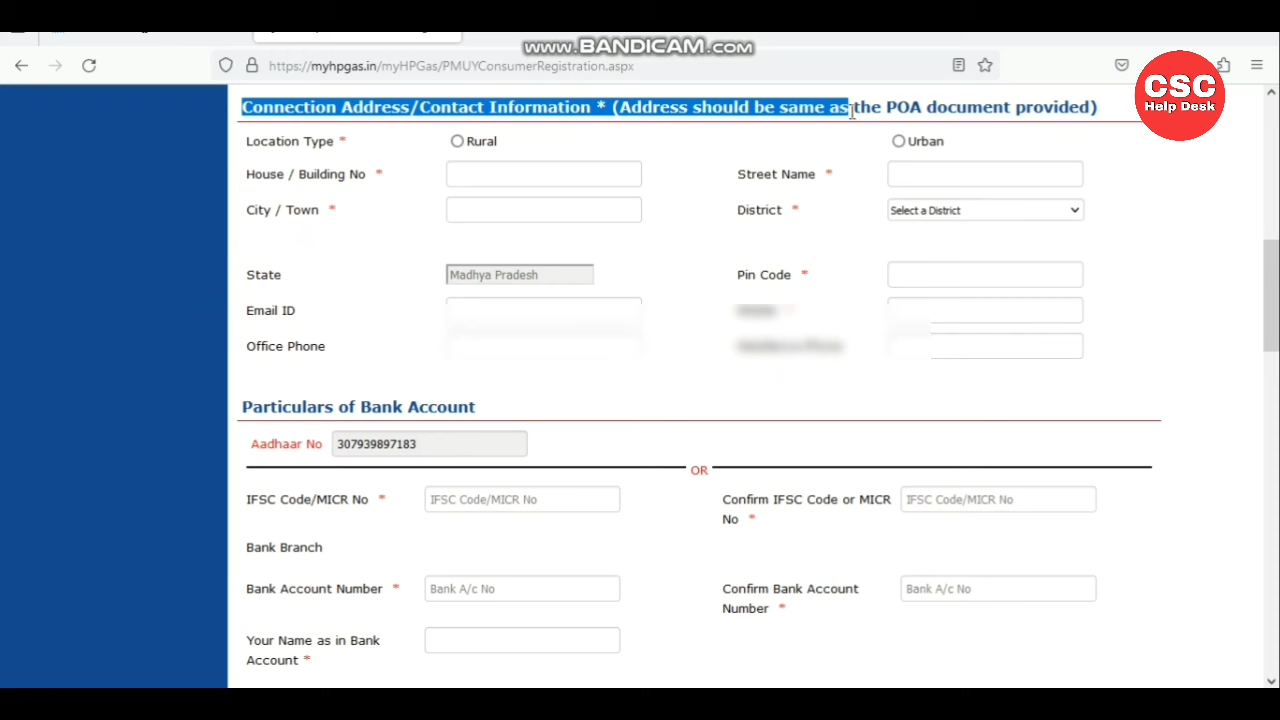 www.BANDICAM.com
https://myhpgas.in/myHPGas/PMUYConsumerRegistration.aspx
CSC
Help Desk
Connection Address/Contact Information * (Address should be same as the POA document provided)
Location Type * Rural Urban
House / Building No * Street Name *
City / Town * District * Select a District
State Madhya Pradesh Pin Code *
Email ID
Office Phone
Particulars of Bank Account
Aadhaar No 307939897183
OR
IFSC Code/MICR No * IFSC Code/MICR No Confirm IFSC Code or MICR No * IFSC Code/MICR No
Bank Branch
Bank Account Number * Bank A/c No Confirm Bank Account Number * Bank A/c No
Your Name as in Bank
Account *